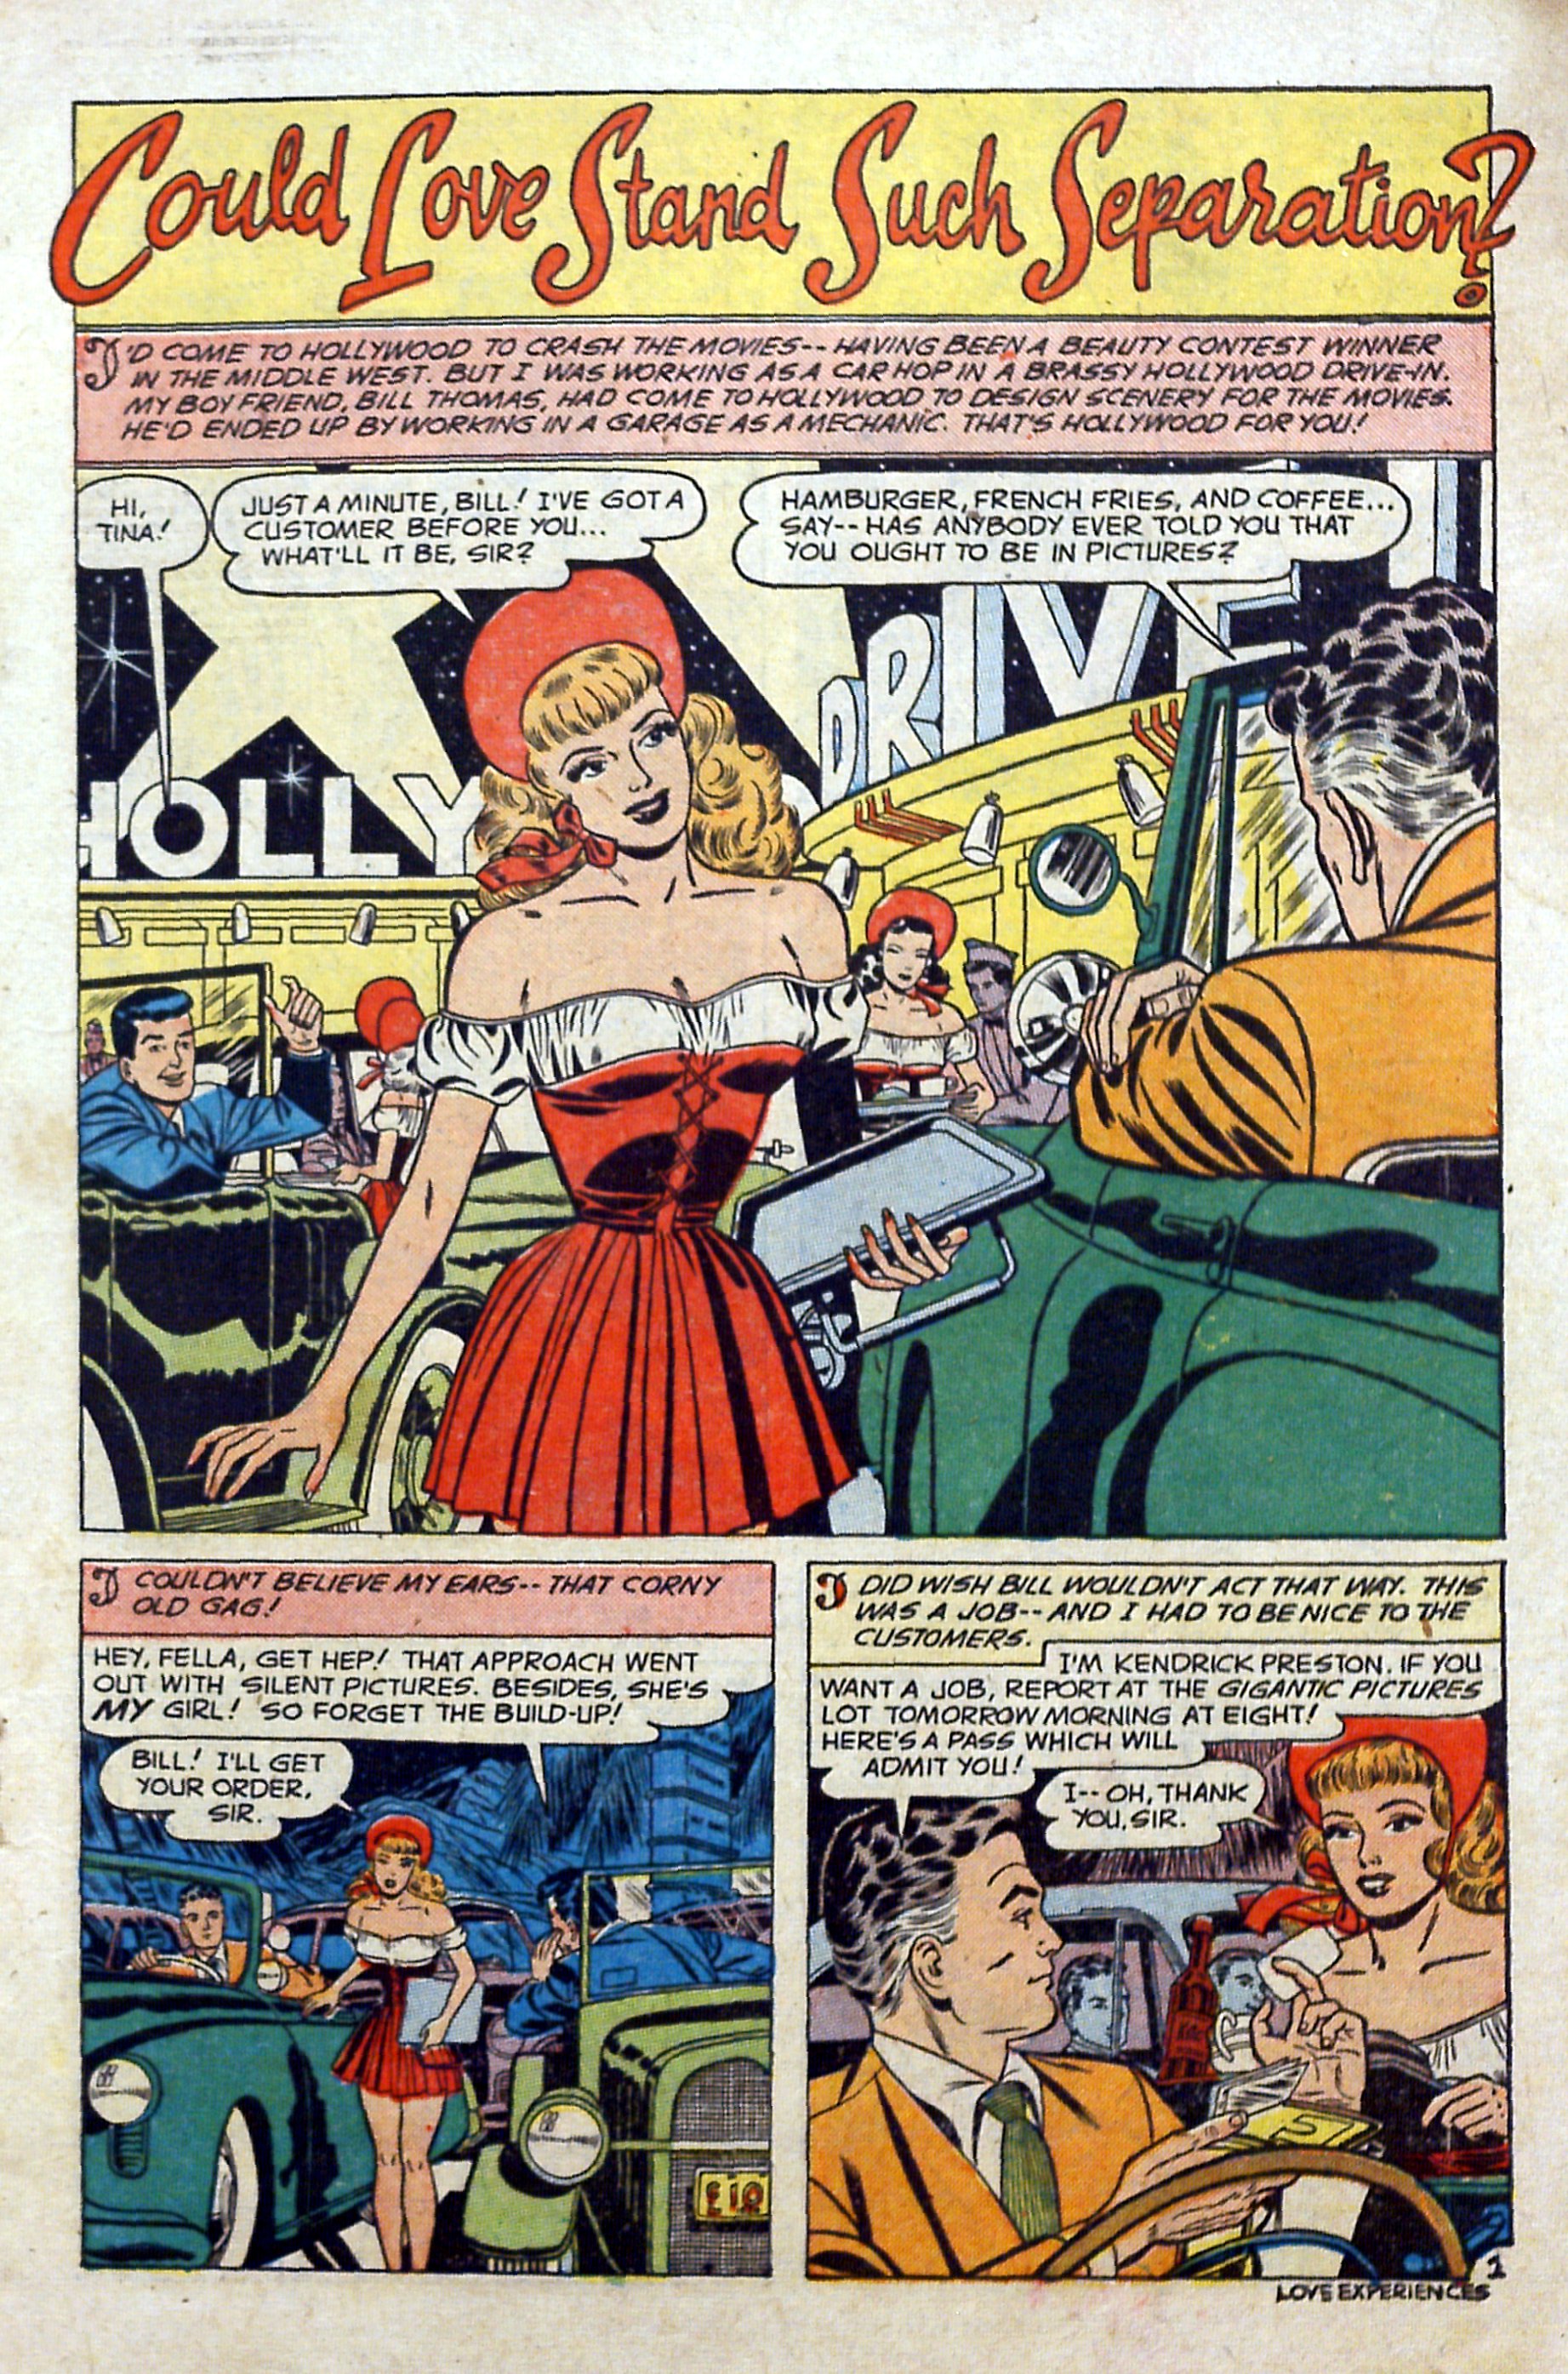 Could Love Stand Such Separation?
I'D COME TO HOLLYWOOD TO CRASH THE MOVIES-- HAVING BEEN A BEAUTY CONTEST WINNER
IN THE MIDDLE WEST. BUT I WAS WORKING AS A CAR HOP IN A BRASSY HOLLYWOOD DRIVE-IN.
MY BOY FRIEND, BILL THOMAS, HAD COME TO HOLLYWOOD TO DESIGN SCENERY FOR THE MOVIES.
HE'D ENDED UP BY WORKING IN A GARAGE AS A MECHANIC. THAT'S HOLLYWOOD FOR YOU!
HI,
TINA!
JUST A MINUTE, BILL! I'VE GOT A
CUSTOMER BEFORE YOU...
WHAT'LL IT BE, SIR?
HAMBURGER, FRENCH FRIES, AND COFFEE...
SAY-- HAS ANYBODY EVER TOLD YOU THAT
YOU OUGHT TO BE IN PICTURES?
HOLLY
DRIVE
I COULDN'T BELIEVE MY EARS-- THAT CORNY
OLD GAG!
HEY, FELLA, GET HEP! THAT APPROACH WENT
OUT WITH SILENT PICTURES. BESIDES, SHE'S
MY GIRL! SO FORGET THE BUILD-UP!
BILL! I'LL GET
YOUR ORDER,
SIR.
I DID WISH BILL WOULDN'T ACT THAT WAY. THIS
WAS A JOB-- AND I HAD TO BE NICE TO THE
CUSTOMERS.
I'M KENDRICK PRESTON. IF YOU
WANT A JOB, REPORT AT THE GIGANTIC PICTURES
LOT TOMORROW MORNING AT EIGHT!
HERE'S A PASS WHICH WILL
ADMIT YOU!
I-- OH, THANK
YOU, SIR.
5
1
LOVE EXPERIENCES